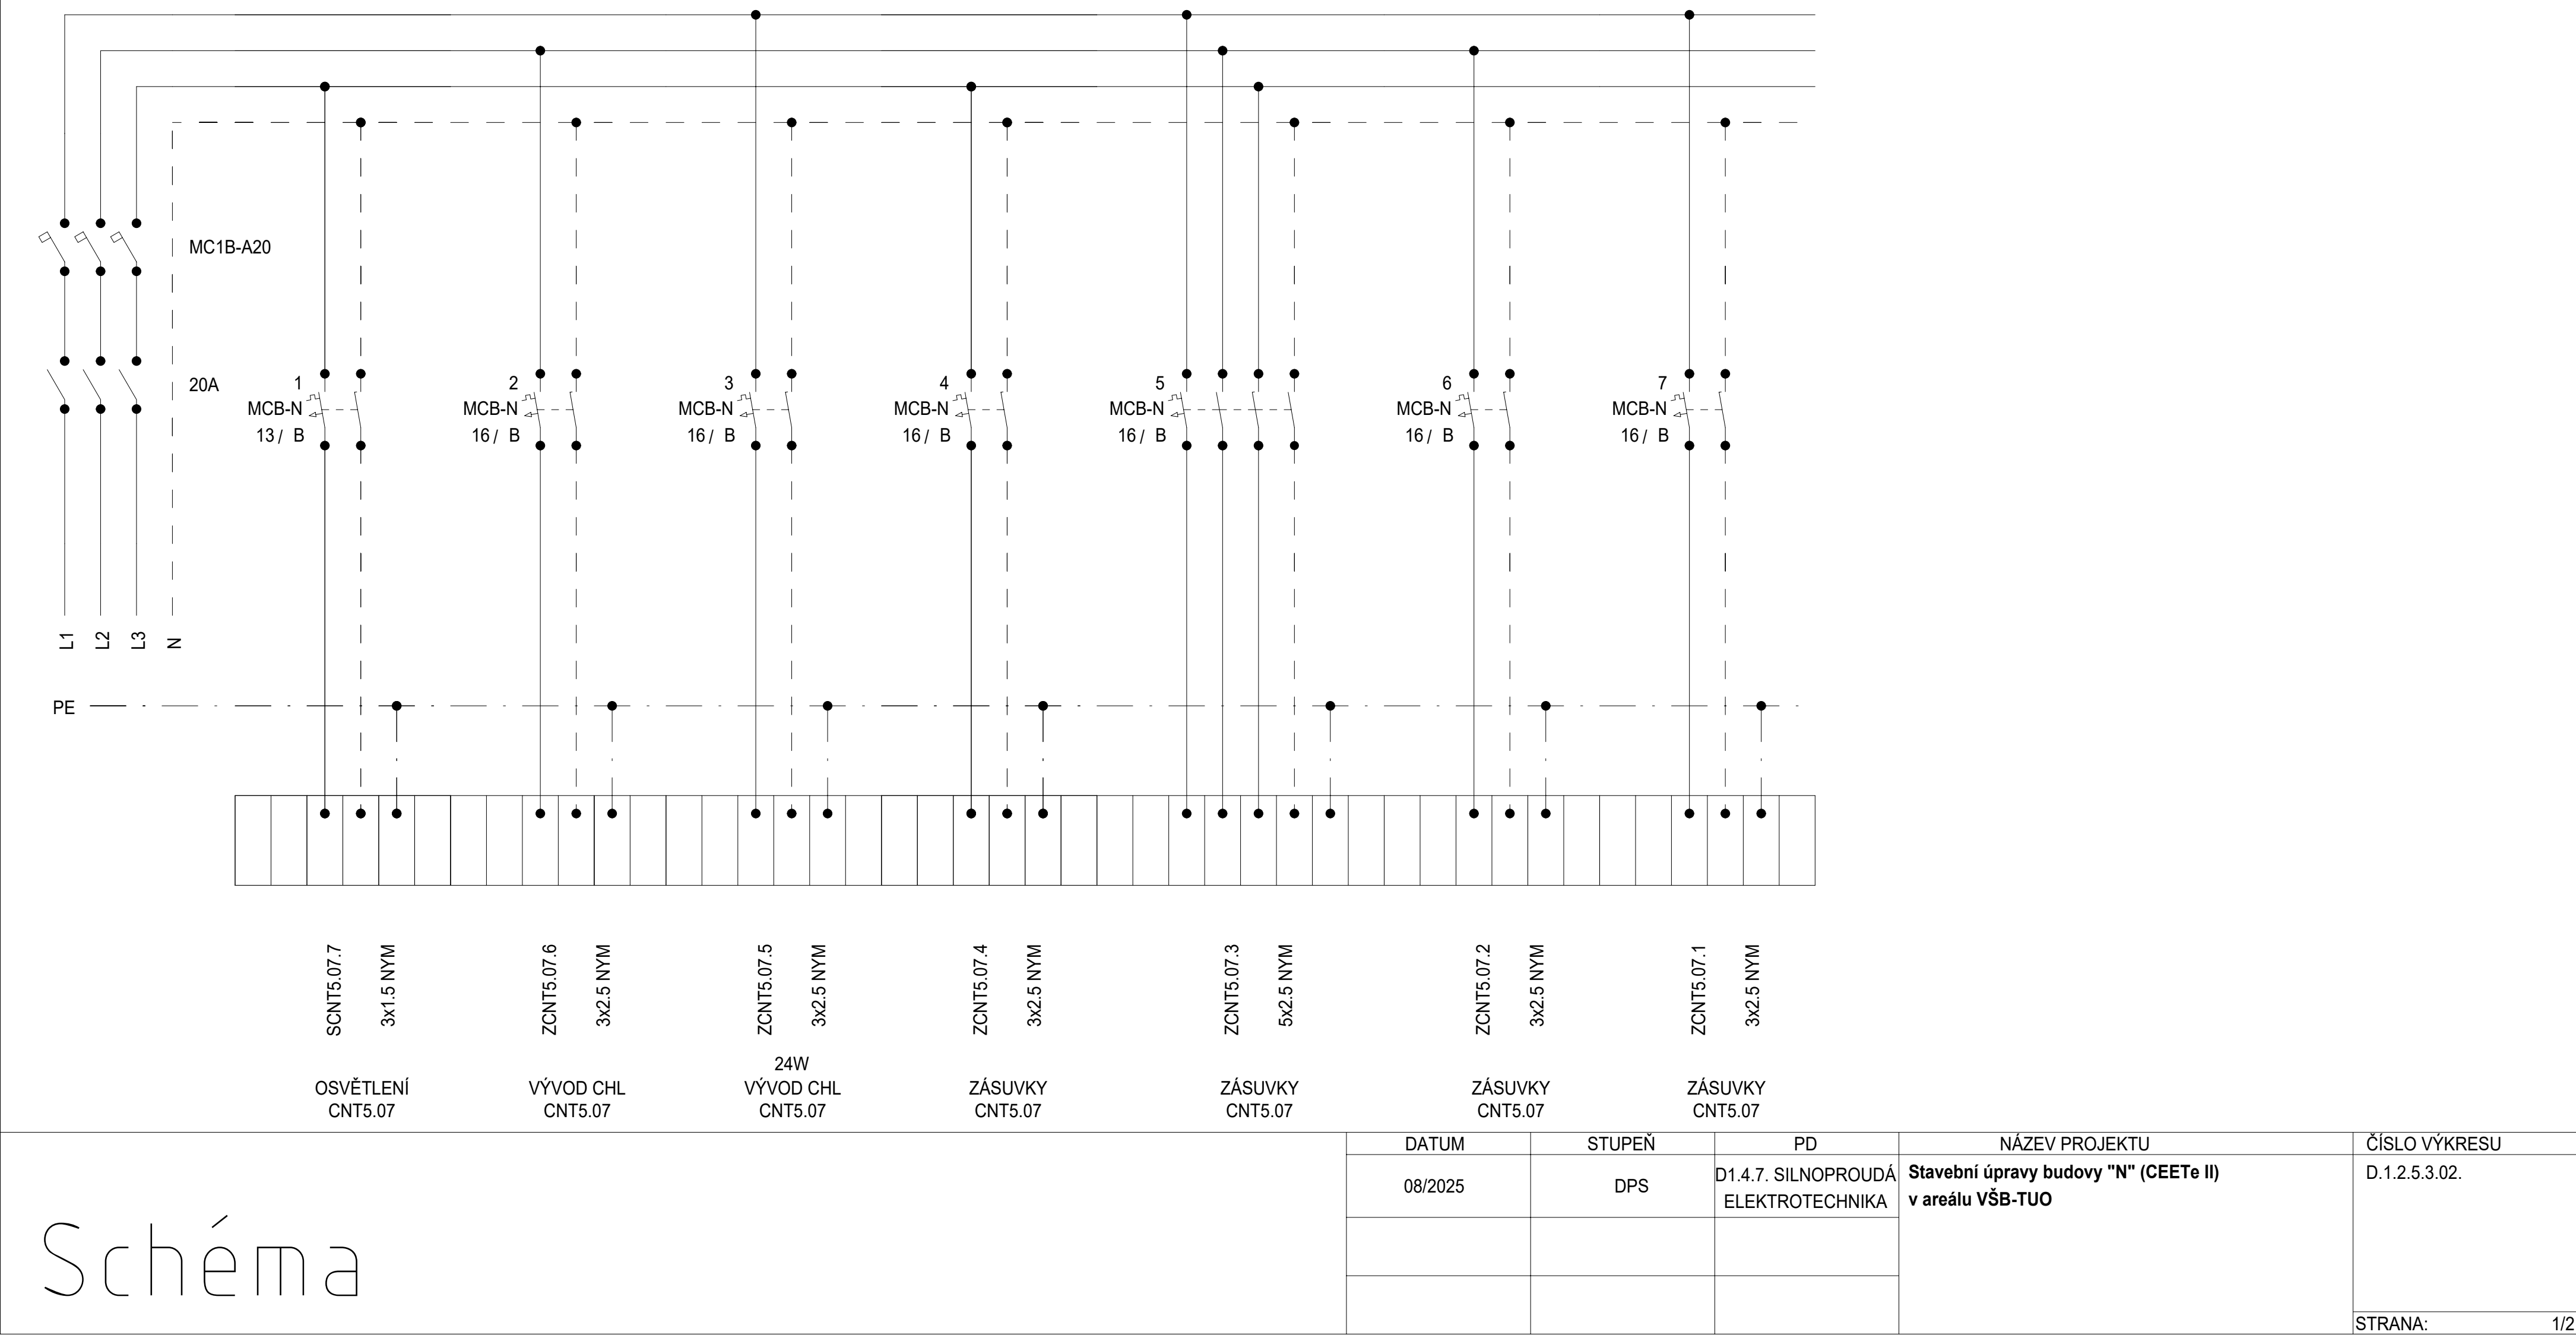 MC1B-A20
20A
1
MCB-N
13 / B
2
MCB-N
16 / B
3
MCB-N
16 / B
4
MCB-N
16 / B
5
MCB-N
16 / B
6
MCB-N
16 / B
7
MCB-N
16 / B
L1
L2
L3
N
PE
SCNT5.07.7
3x1.5 NYM
OSVĚTLENÍ
CNT5.07
ZCNT5.07.6
3x2.5 NYM
VÝVOD CHL
CNT5.07
ZCNT5.07.5
3x2.5 NYM
24W
VÝVOD CHL
CNT5.07
ZCNT5.07.4
3x2.5 NYM
ZÁSUVKY
CNT5.07
ZCNT5.07.3
5x2.5 NYM
ZÁSUVKY
CNT5.07
ZCNT5.07.2
3x2.5 NYM
ZÁSUVKY
CNT5.07
ZCNT5.07.1
3x2.5 NYM
ZÁSUVKY
CNT5.07
Schéma
DATUM
08/2025
STUPEŇ
DPS
PD
D1.4.7. SILNOPROUDÁ
ELEKTROTECHNIKA
NÁZEV PROJEKTU
Stavební úpravy budovy "N" (CEETe II)
v areálu VŠB-TUO
ČÍSLO VÝKRESU
D.1.2.5.3.02.
STRANA: 1/2